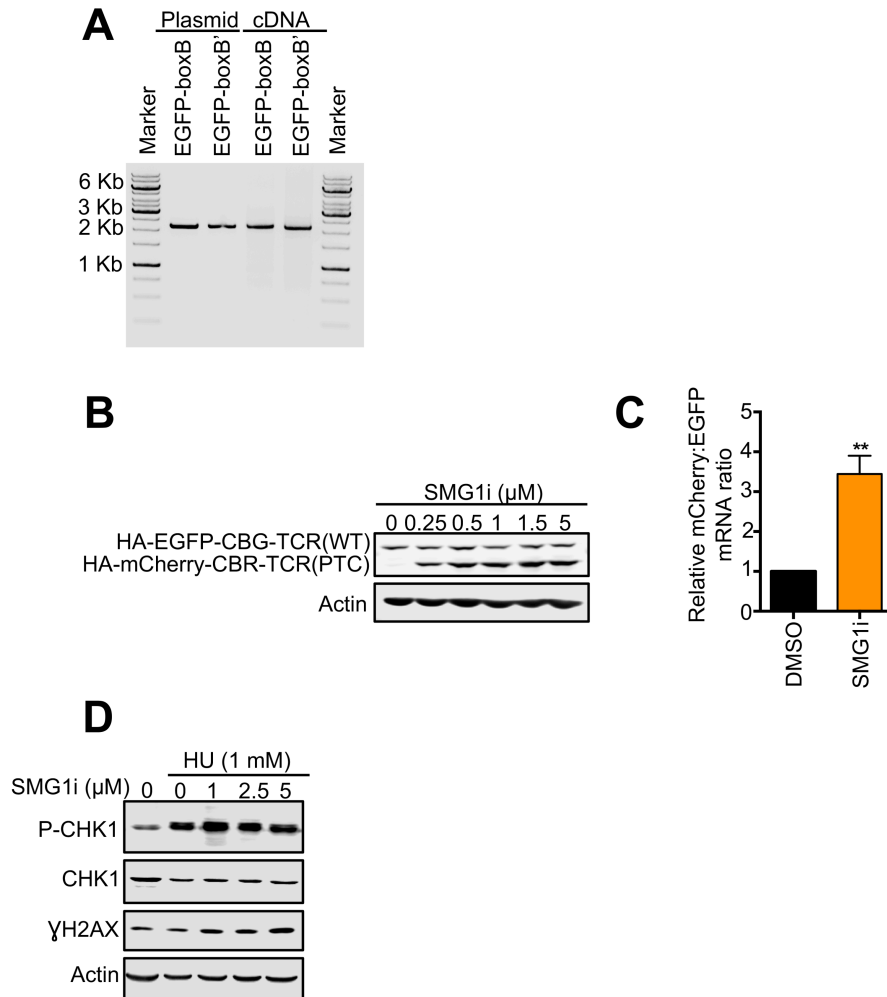 A
Plasmid cDNA
Marker
EGFP-boxB
EGFP-boxB'
EGFP-boxB
EGFP-boxB'
Marker
6 Kb
3 Kb
2 Kb
1 Kb
B
SMG1i (µM)
0 0.25 0.5 1 1.5 5
HA-EGFP-CBG-TCR(WT)
HA-mCherry-CBR-TCR(PTC)
Actin
C
Relative mCherry:EGFP
mRNA ratio
5
4
3
2
1
0
**
DMSO
SMG1i
D
HU (1 mM)
SMG1i (µM) 0 0 1 2.5 5
P-CHK1
CHK1
ɣH2AX
Actin